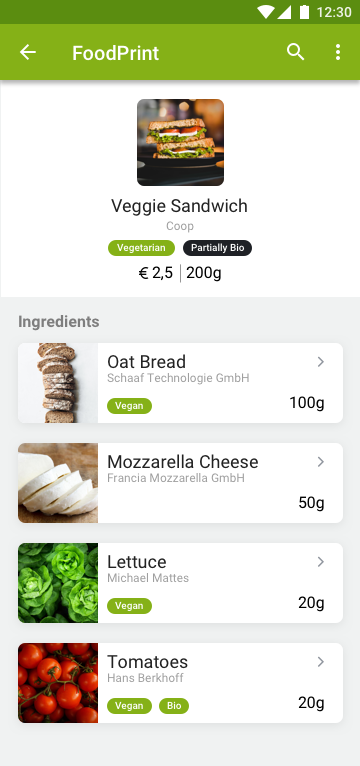 12:30
FoodPrint
Veggie Sandwich
Coop
Vegetarian Partially Bio
€ 2,5 200g
Ingredients
Oat Bread
Schaaf Technologie GmbH
Vegan
100g
Mozzarella Cheese
Francia Mozzarella GmbH
50g
Lettuce
Michael Mattes
Vegan
20g
Tomatoes
Hans Berkhoff
Vegan Bio
20g